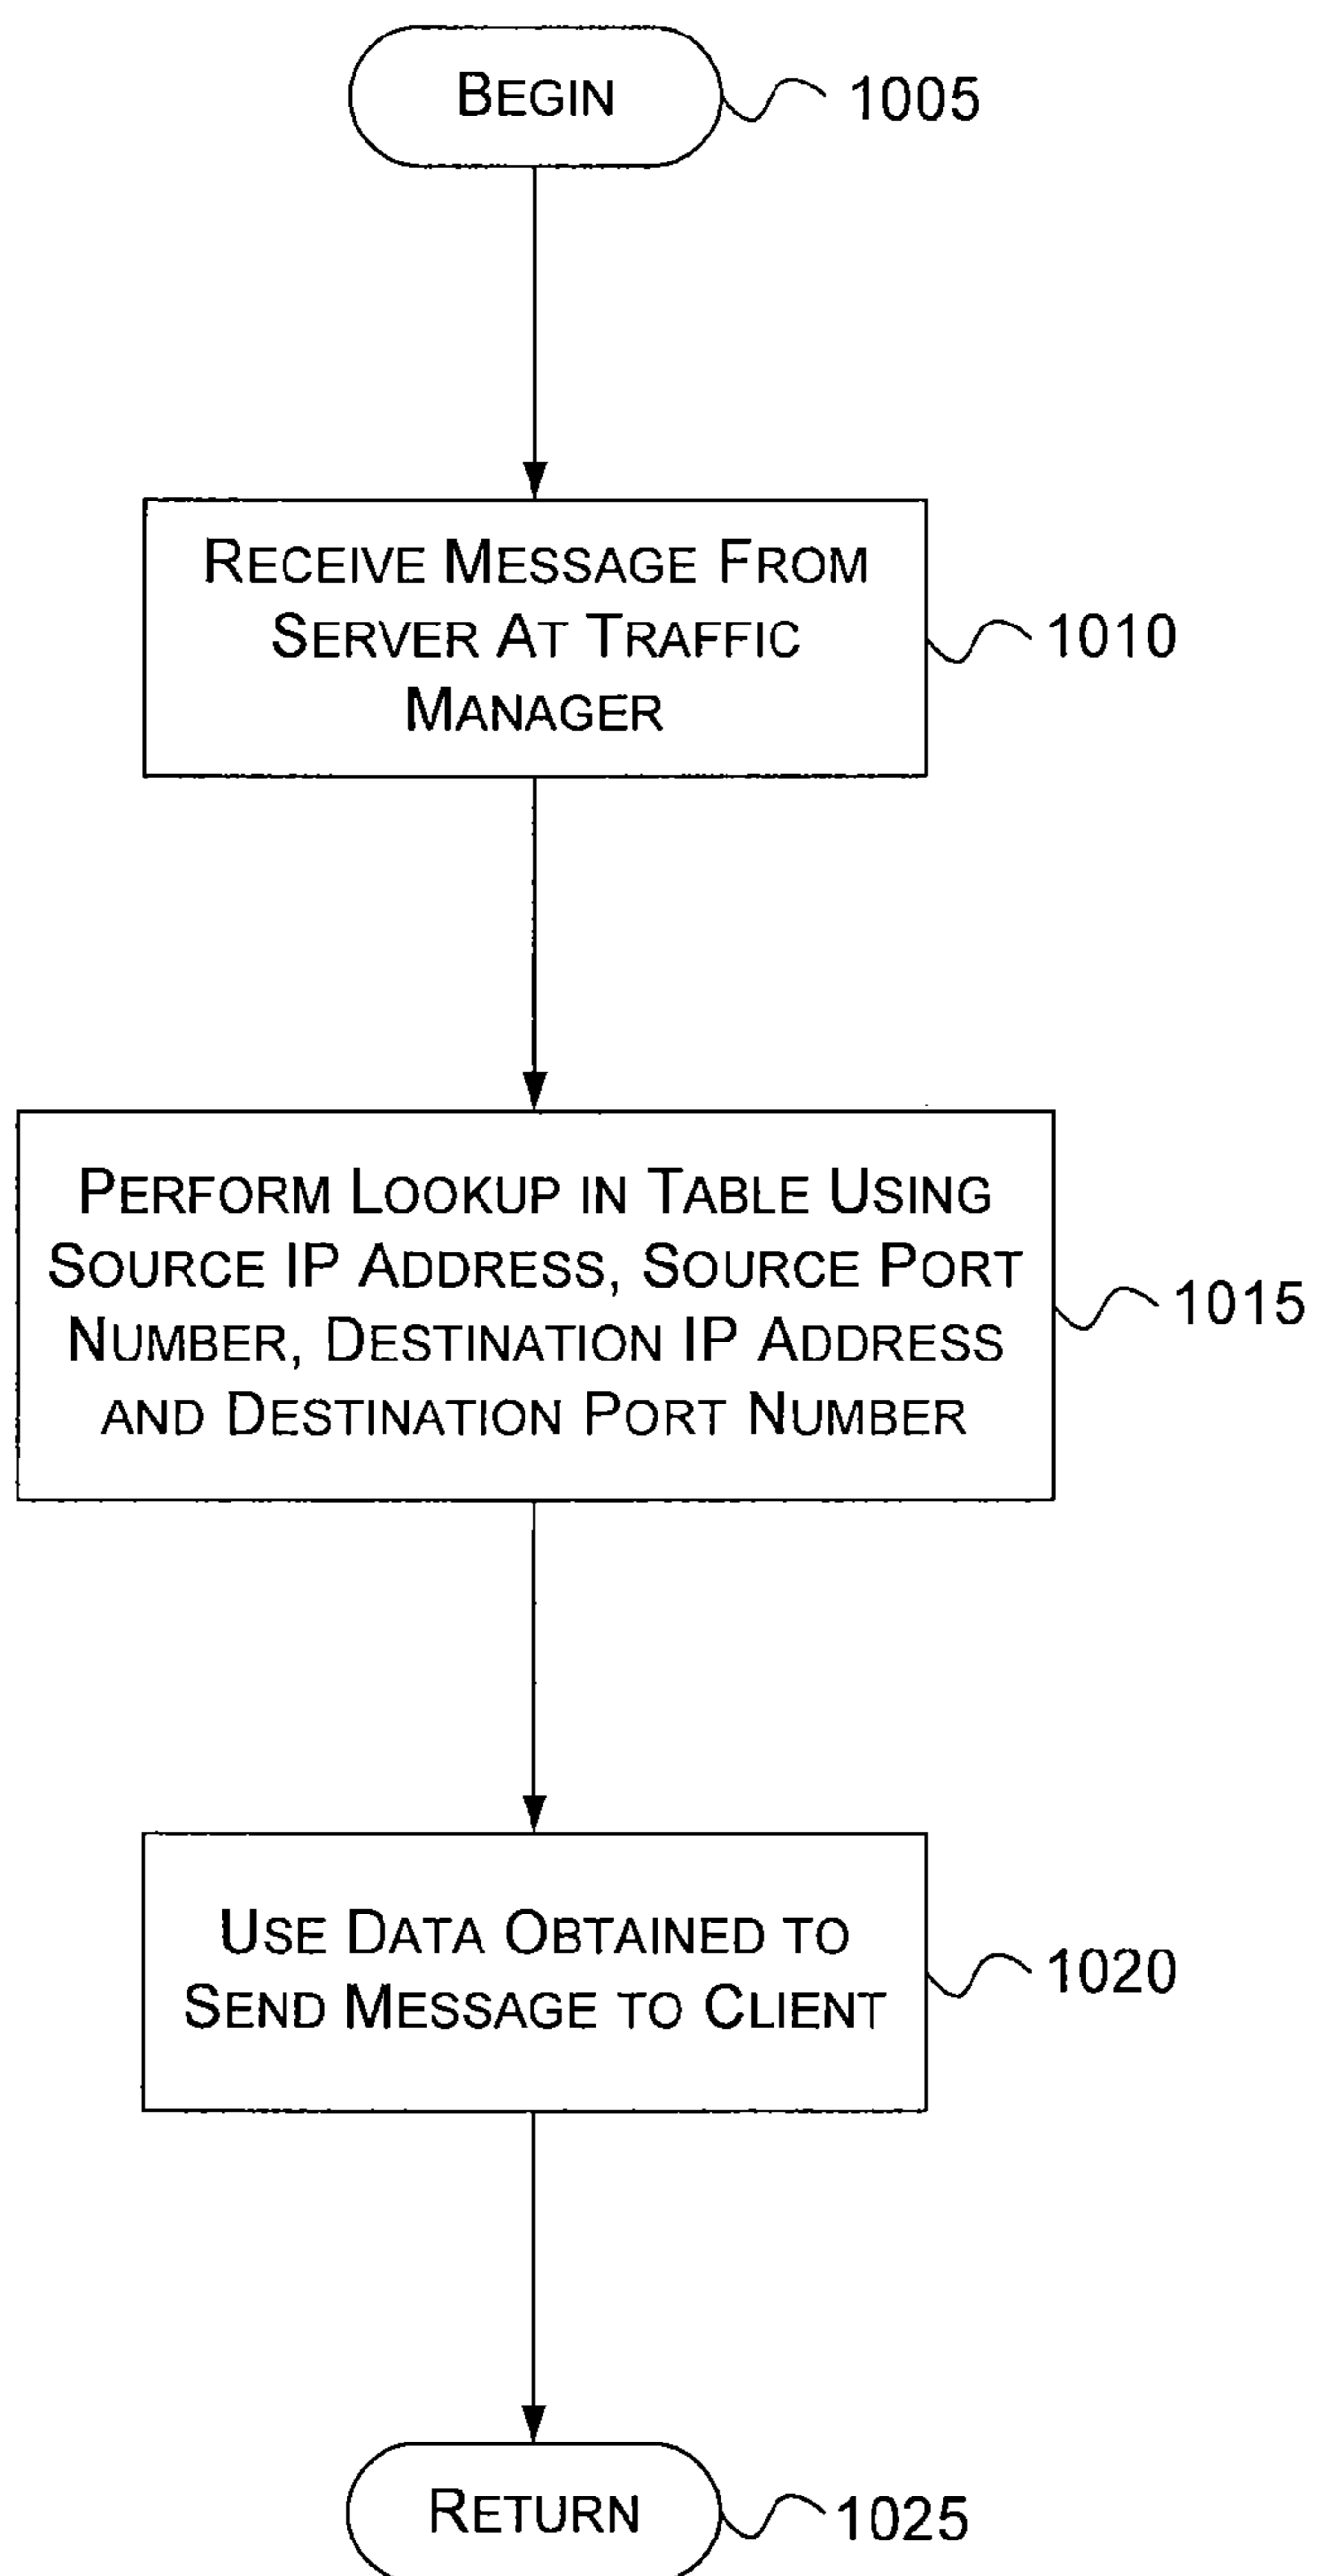 BEGIN
1005
RECEIVE MESSAGE FROM
SERVER AT TRAFFIC
MANAGER
1010
PERFORM LOOKUP IN TABLE USING
SOURCE IP ADDRESS, SOURCE PORT
NUMBER, DESTINATION IP ADDRESS
AND DESTINATION PORT NUMBER
1015
USE DATA OBTAINED TO
SEND MESSAGE TO CLIENT
1020
RETURN
1025